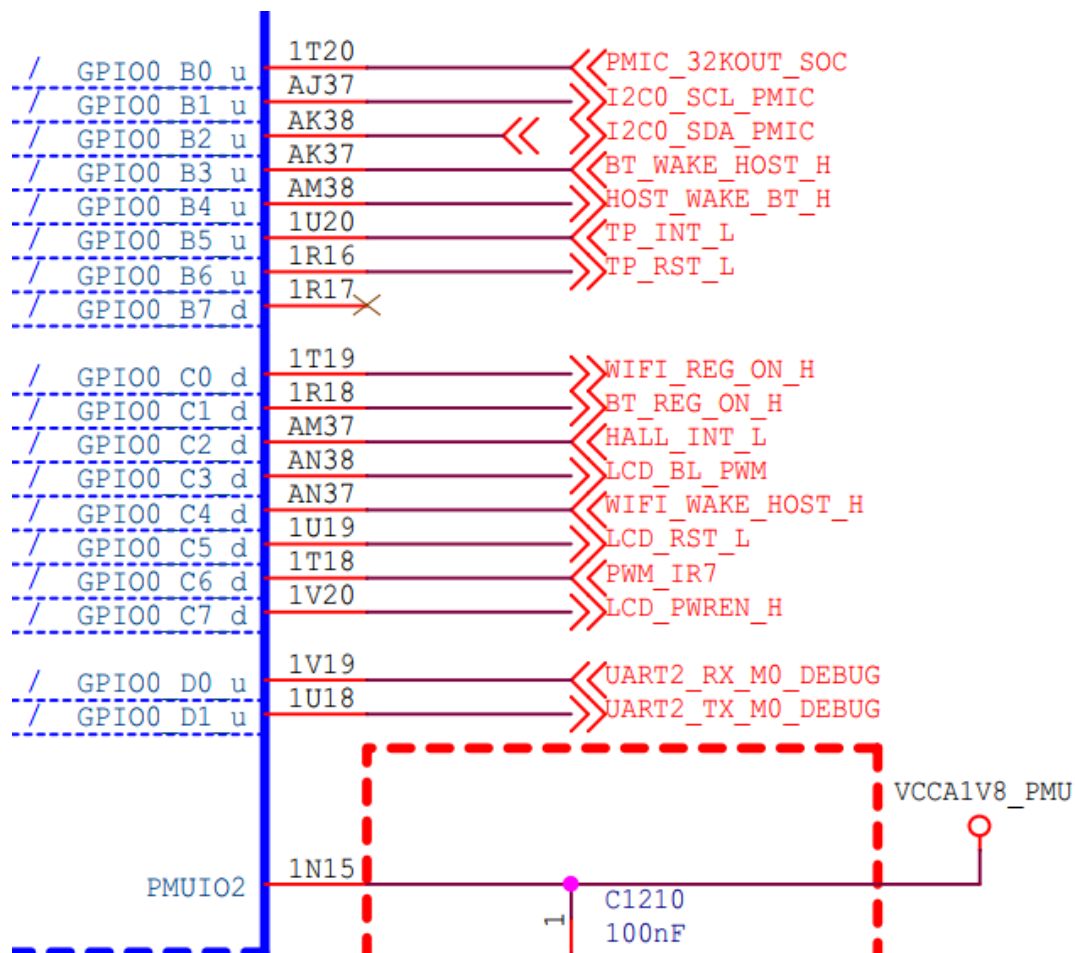 / GPIO0_B0_u 1T20 PMIC_32KOUT_SOC
/ GPIO0_B1_u AJ37 I2C0_SCL_PMIC
/ GPIO0_B2_u AK38 I2C0_SDA_PMIC
/ GPIO0_B3_u AK37 BT_WAKE_HOST_H
/ GPIO0_B4_u AM38 HOST_WAKE_BT_H
/ GPIO0_B5_u 1U20 TP_INT_L
/ GPIO0_B6_u 1R16 TP_RST_L
/ GPIO0_B7_d 1R17
/ GPIO0_C0_d 1T19 WIFI_REG_ON_H
/ GPIO0_C1_d 1R18 BT_REG_ON_H
/ GPIO0_C2_d AM37 HALL_INT_L
/ GPIO0_C3_d AN38 LCD_BL_PWM
/ GPIO0_C4_d AN37 WIFI_WAKE_HOST_H
/ GPIO0_C5_d 1U19 LCD_RST_L
/ GPIO0_C6_d 1T18 PWM_IR7
/ GPIO0_C7_d 1V20 LCD_PWREN_H
/ GPIO0_D0_u 1V19 UART2_RX_M0_DEBUG
/ GPIO0_D1_u 1U18 UART2_TX_M0_DEBUG
VCCA1V8_PMU
PMUIO2 1N15
C1210
1
100nF